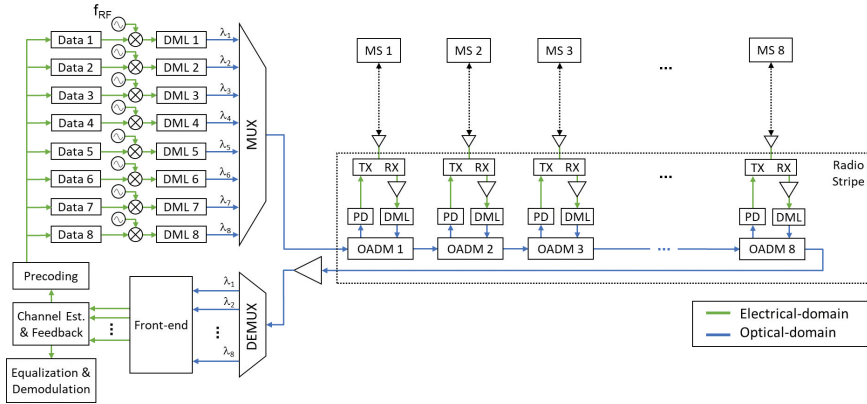 f_RF
Data 1 DML 1 λ₁
Data 2 DML 2 λ₂
Data 3 DML 3 λ₃
Data 4 DML 4 λ₄
Data 5 DML 5 λ₅
Data 6 DML 6 λ₆
Data 7 DML 7 λ₇
Data 8 DML 8 λ₈
MUX
MS 1 MS 2 MS 3 ... MS 8
TX RX TX RX TX RX ... TX RX
Radio
Stripe
PD DML PD DML PD DML PD DML
OADM 1 OADM 2 OADM 3 ... OADM 8
Precoding
Channel Est.
& Feedback
Equalization &
Demodulation
...
Front-end
λ₁
λ₂
...
λ₈
DEMUX
Electrical-domain
Optical-domain